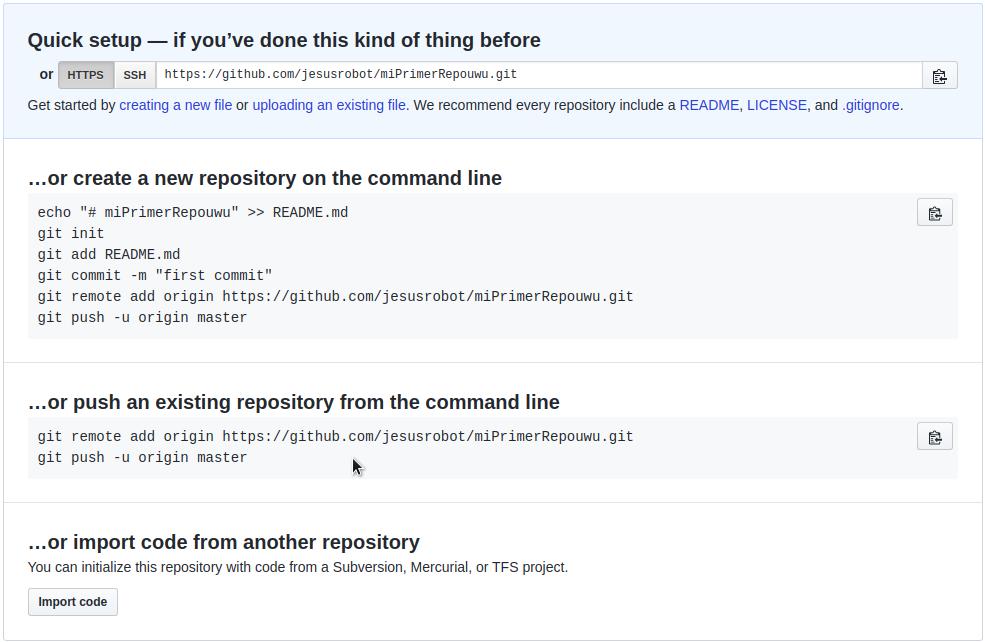 Quick setup — if you’ve done this kind of thing before
or HTTPS SSH https://github.com/jesusrobot/miPrimerRepouwu.git
Get started by creating a new file or uploading an existing file. We recommend every repository include a README, LICENSE, and .gitignore.
…or create a new repository on the command line
echo "# miPrimerRepouwu" >> README.md
git init
git add README.md
git commit -m "first commit"
git remote add origin https://github.com/jesusrobot/miPrimerRepouwu.git
git push -u origin master
…or push an existing repository from the command line
git remote add origin https://github.com/jesusrobot/miPrimerRepouwu.git
git push -u origin master
…or import code from another repository
You can initialize this repository with code from a Subversion, Mercurial, or TFS project.
Import code